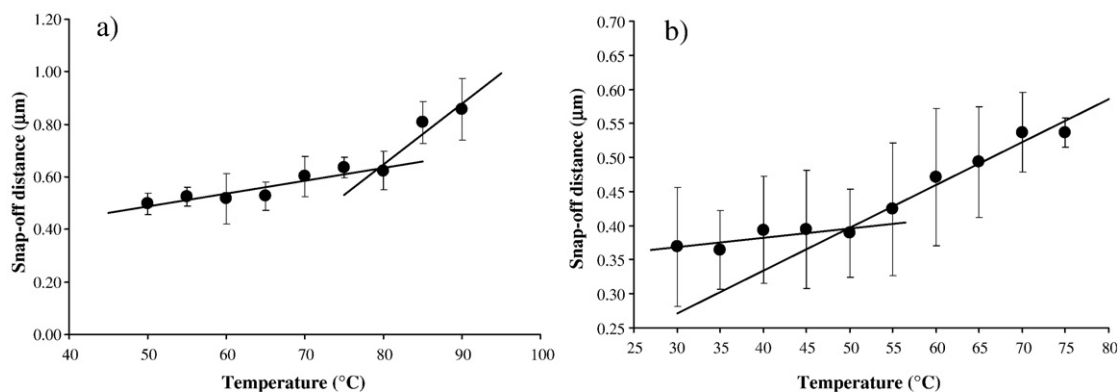 a)
Snap-off distance (µm)
1.20
1.00
0.80
0.60
0.40
0.20
0.00
40 50 60 70 80 90 100
Temperature (°C)
b)
Snap-off distance (µm)
0.70
0.65
0.60
0.55
0.50
0.45
0.40
0.35
0.30
0.25
25 30 35 40 45 50 55 60 65 70 75 80
Temperature (°C)